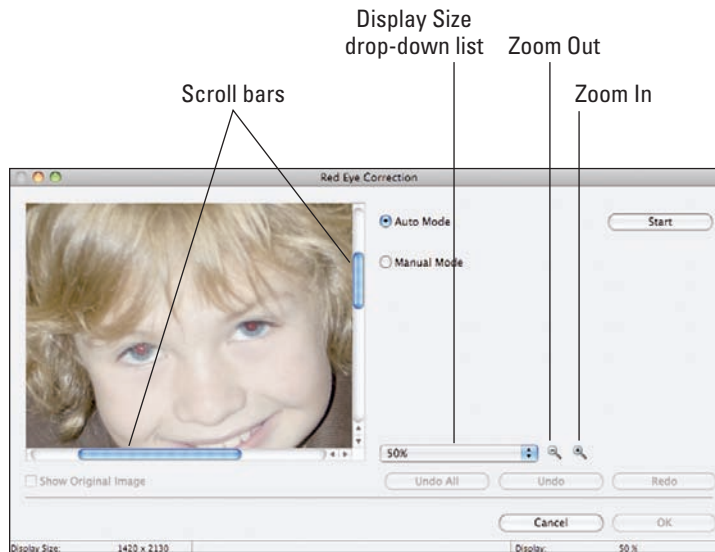 Display Size
drop-down list
Zoom Out
Scroll bars
Zoom In
Red Eye Correction
Auto Mode
Start
Manual Mode
50%
Show Original Image
Undo All
Undo
Redo
Cancel
OK
Display Size:
1420 x 2130
Display:
50 %